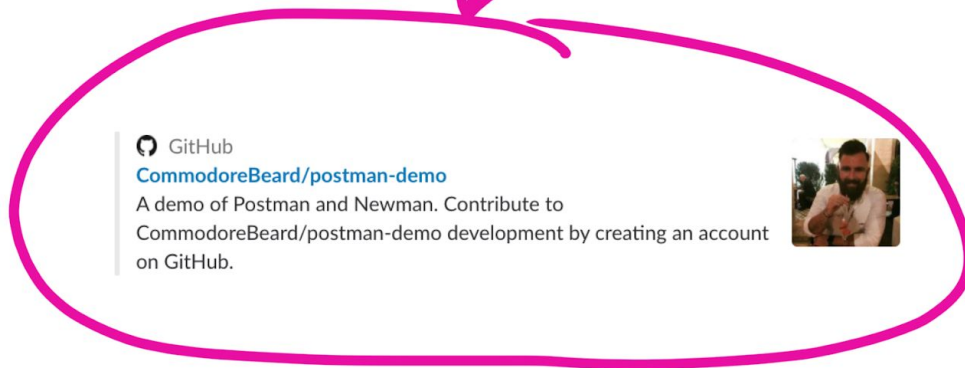 GitHub
CommodoreBeard/postman-demo
A demo of Postman and Newman. Contribute to
CommodoreBeard/postman-demo development by creating an account
on GitHub.